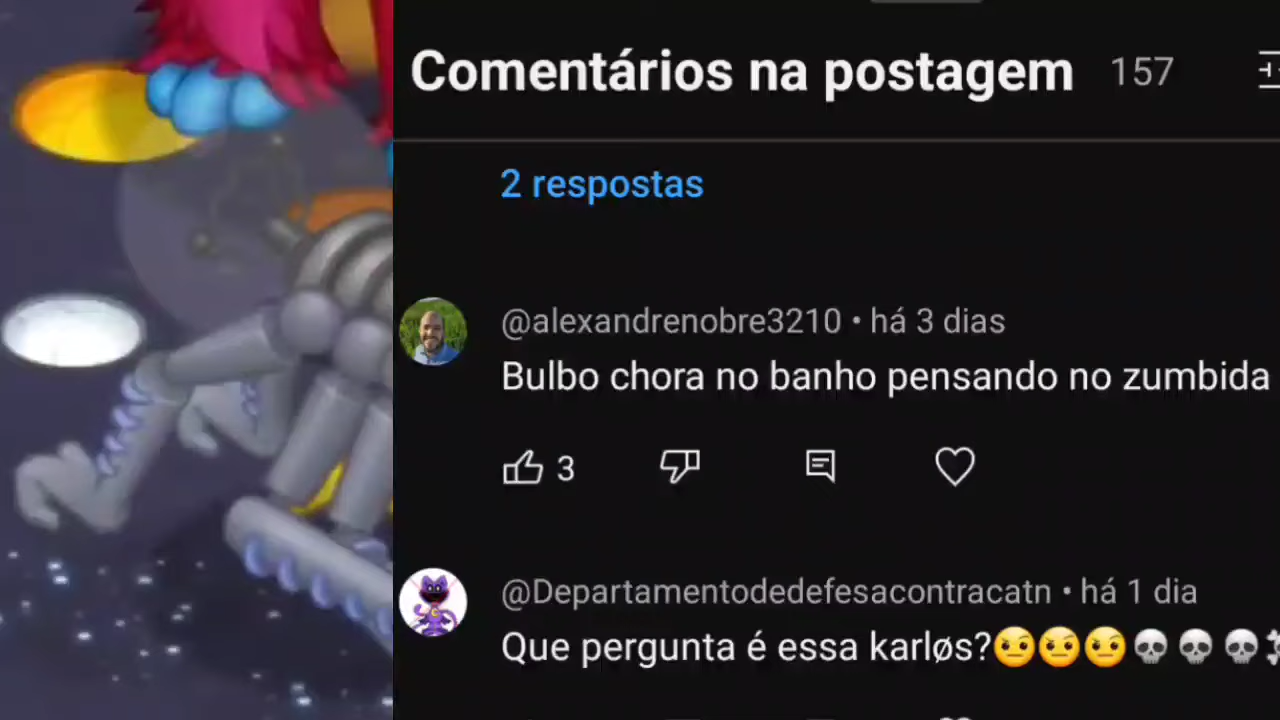 Comentários na postagem 157
2 respostas
@alexandrenobre3210 • há 3 dias
Bulbo chora no banho pensando no zumbida
3
@Departamentodedefesacontracatn • há 1 dia
Que pergunta é essa karløs?🤨🤨🤨💀💀💀